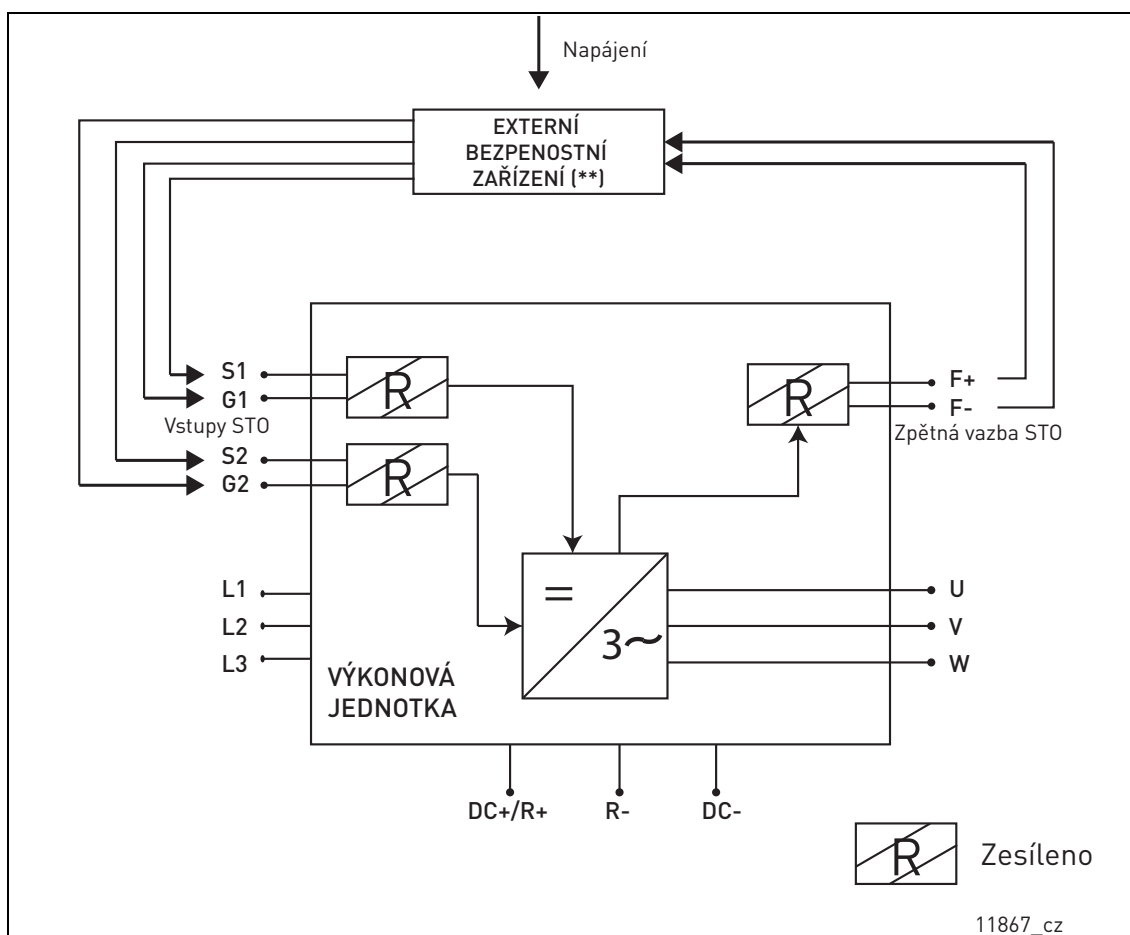 Napájení
EXTERNÍ
BEZPENOSTNÍ
ZAŘÍZENÍ (**)
S1
G1
Vstupy STO
S2
G2
R
R
R
F+
F-
Zpětná vazba STO
L1
L2
L3
=
3~
U
V
W
VÝKONOVÁ
JEDNOTKA
DC+/R+
R-
DC-
R
Zesíleno
11867_cz